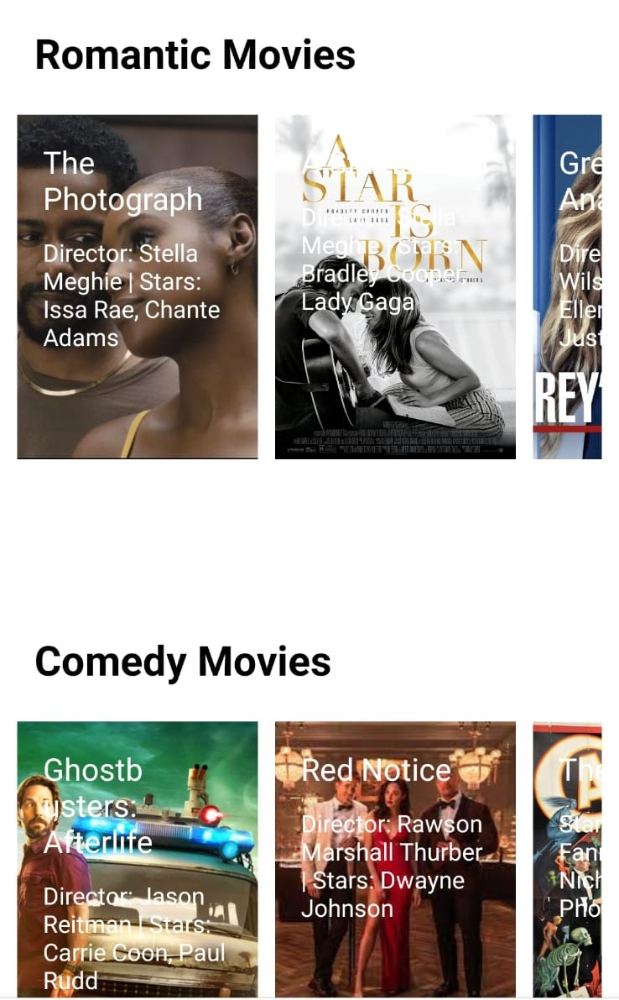 Romantic Movies
The
Photograph
Director: Stella
Meghie | Stars:
Issa Rae, Chante
Adams
A
STAR
IS
BORN
BRADLEY COOPER
LADY GAGA
Director: Stella
Meghie | Stars:
Bradley Cooper,
Lady Gaga
Gre
Ana
Dire
Wils
Eller
Just
REY'
Comedy Movies
Ghostb
usters:
Afterlife
Director: Jason
Reitman | Stars:
Carrie Coon, Paul
Rudd
Red Notice
Director: Rawson
Marshall Thurber
| Stars: Dwayne
Johnson
The
Star
Fan
Nich
Pho